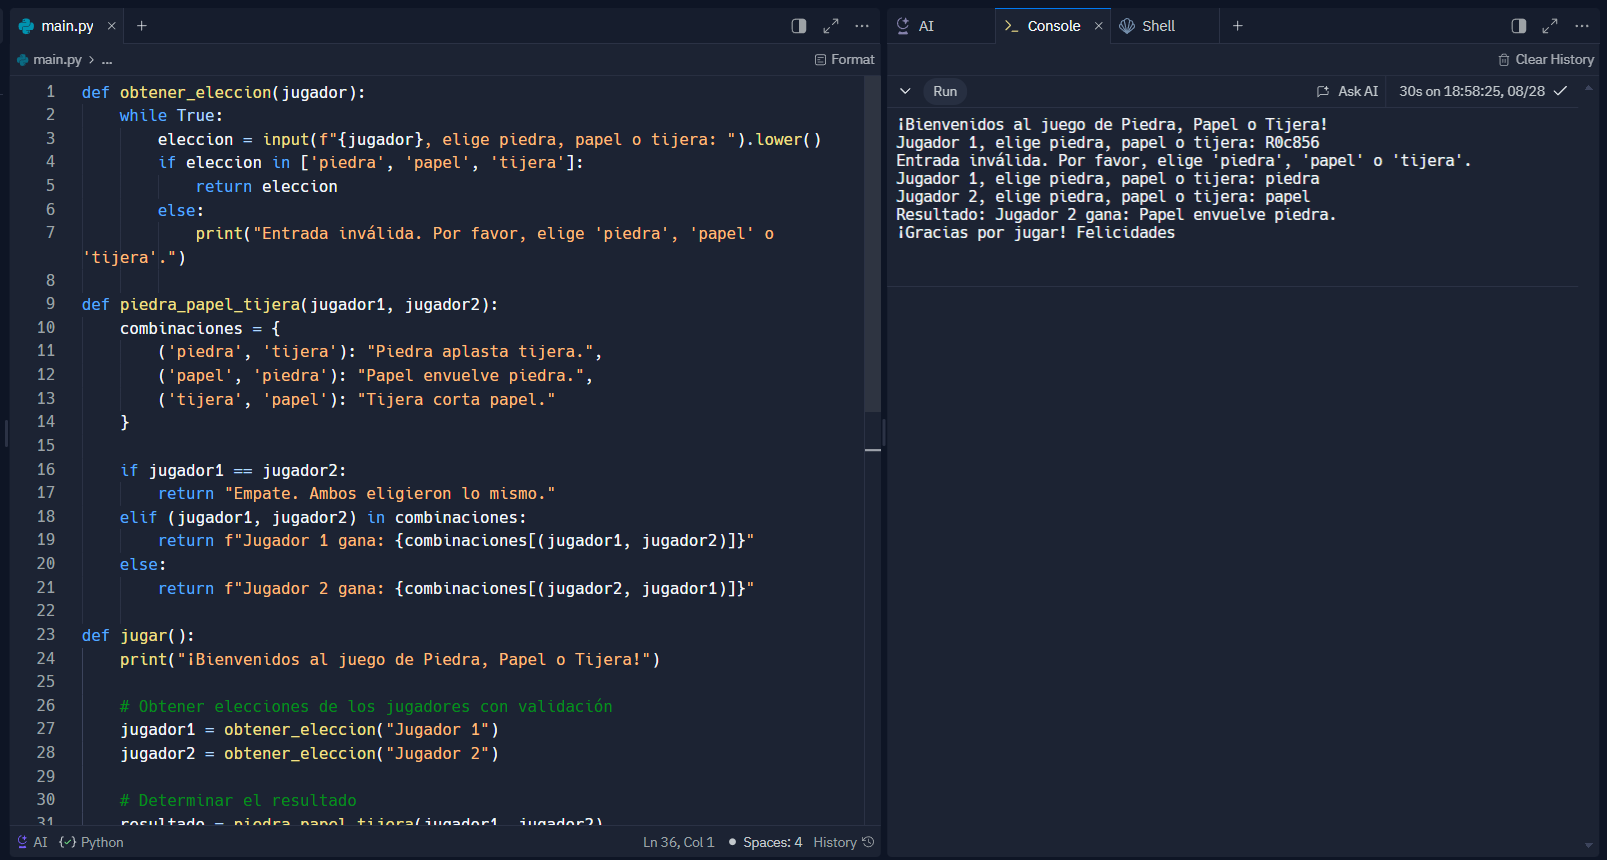 main.py
main.py > ...
Format
1 def obtener_eleccion(jugador):
2     while True:
3         eleccion = input(f"{jugador}, elige piedra, papel o tijera: ").lower()
4         if eleccion in ['piedra', 'papel', 'tijera']:
5             return eleccion
6         else:
7             print("Entrada inválida. Por favor, elige 'piedra', 'papel' o
'tijera'.")
8
9 def piedra_papel_tijera(jugador1, jugador2):
10     combinaciones = {
11         ('piedra', 'tijera'): "Piedra aplasta tijera.",
12         ('papel', 'piedra'): "Papel envuelve piedra.",
13         ('tijera', 'papel'): "Tijera corta papel."
14     }
15
16     if jugador1 == jugador2:
17         return "Empate. Ambos eligieron lo mismo."
18     elif (jugador1, jugador2) in combinaciones:
19         return f"Jugador 1 gana: {combinaciones[(jugador1, jugador2)]}"
20     else:
21         return f"Jugador 2 gana: {combinaciones[(jugador2, jugador1)]}"
22
23 def jugar():
24     print("¡Bienvenidos al juego de Piedra, Papel o Tijera!")
25
26     # Obtener elecciones de los jugadores con validación
27     jugador1 = obtener_eleccion("Jugador 1")
28     jugador2 = obtener_eleccion("Jugador 2")
29
30     # Determinar el resultado
31     resultado = piedra_papel_tijera(jugador1, jugador2)
AI {} Python
Ln 36, Col 1 Spaces: 4 History
AI Console Shell
Clear History
Run Ask AI 30s on 18:58:25, 08/28
¡Bienvenidos al juego de Piedra, Papel o Tijera!
Jugador 1, elige piedra, papel o tijera: R0c856
Entrada inválida. Por favor, elige 'piedra', 'papel' o 'tijera'.
Jugador 1, elige piedra, papel o tijera: piedra
Jugador 2, elige piedra, papel o tijera: papel
Resultado: Jugador 2 gana: Papel envuelve piedra.
¡Gracias por jugar! Felicidades